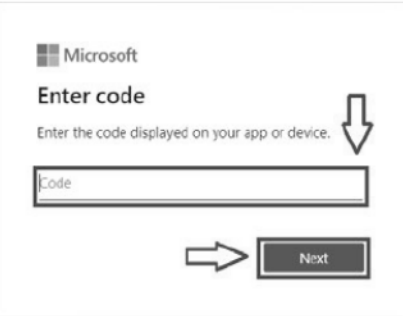 Microsoft
Enter code
Enter the code displayed on your app or device.
Code
Next